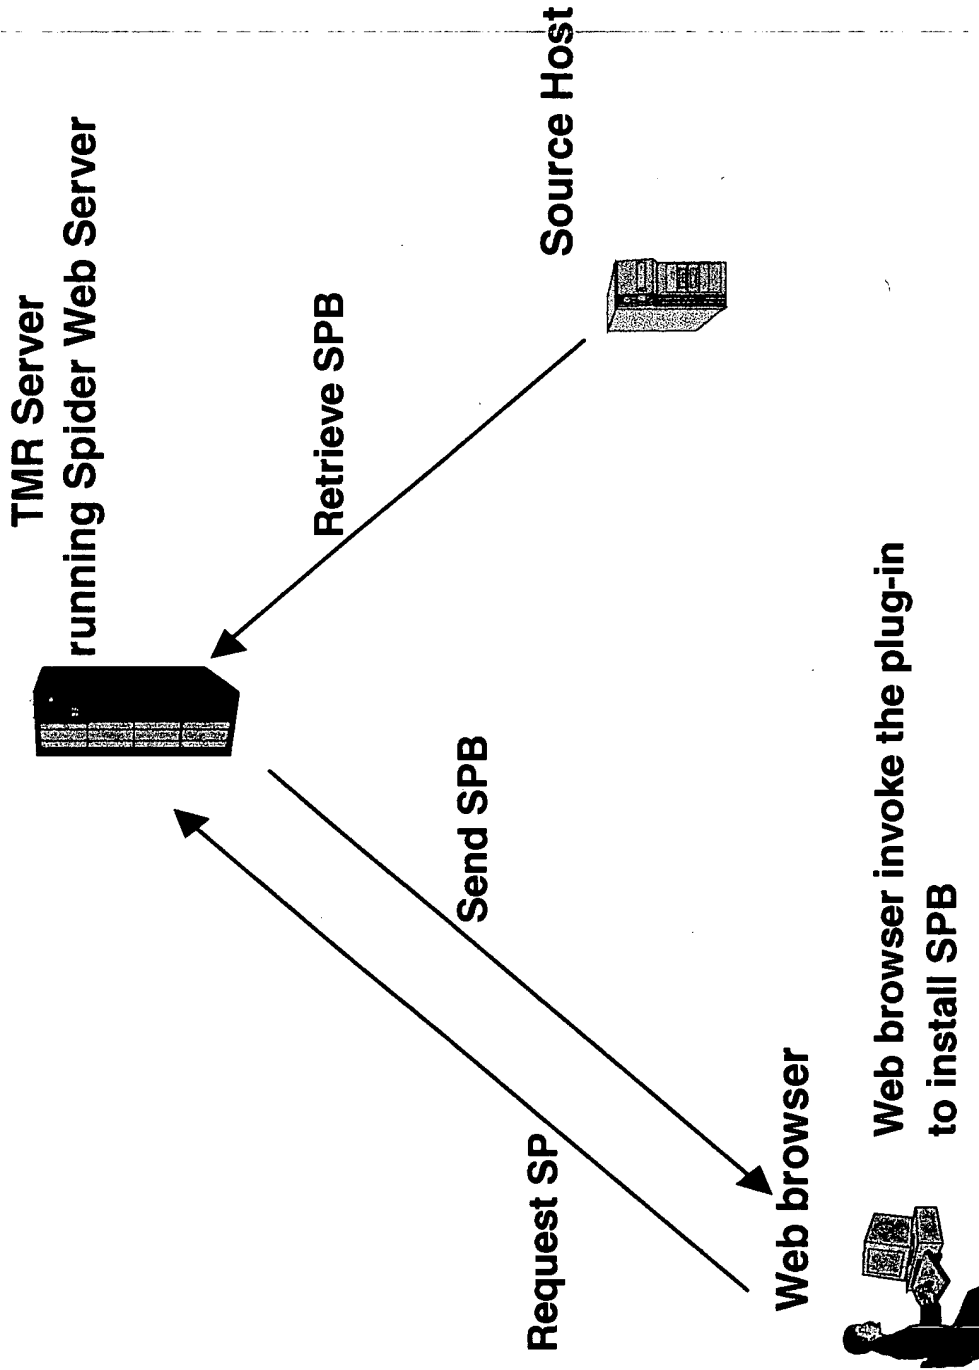 TMR Server
running Spider Web Server
Retrieve SPB
Source Host
Send SPB
Request SP
Web browser
Web browser invoke the plug-in
to install SPB